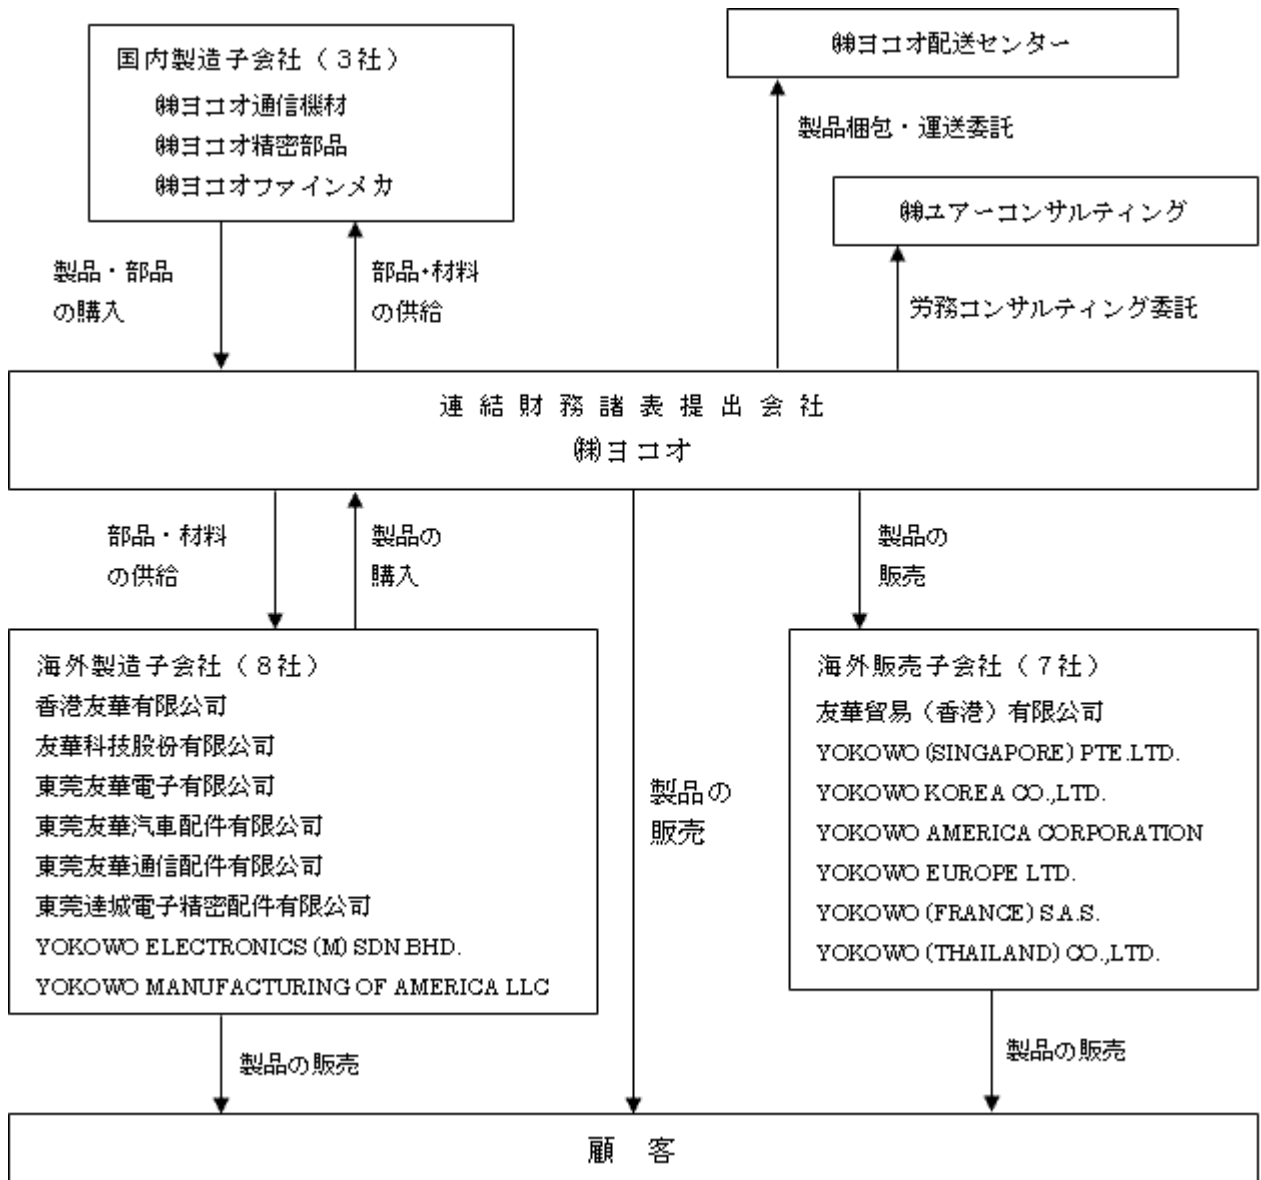 国内製造子会社（３社）
㈱ヨコオ通信機材
㈱ヨコオ精密部品
㈱ヨコオファインメカ
㈱ヨコオ配送センター
製品梱包・運送委託
㈱ユアーコンサルティング
製品・部品
の購入
部品・材料
の供給
労務コンサルティング委託
連結財務諸表提出会社
㈱ヨコオ
部品・材料
の供給
製品の
購入
製品の
販売
海外製造子会社（８社）
香港友華有限公司
友華科技股份有限公司
東莞友華電子有限公司
東莞友華汽車配件有限公司
東莞友華通信配件有限公司
東莞達城電子精密配件有限公司
YOKOWO ELECTRONICS (M) SDN.BHD.
YOKOWO MANUFACTURING OF AMERICA LLC
製品の
販売
海外販売子会社（７社）
友華貿易（香港）有限公司
YOKOWO (SINGAPORE) PTE.LTD.
YOKOWO KOREA CO.,LTD.
YOKOWO AMERICA CORPORATION
YOKOWO EUROPE LTD.
YOKOWO (FRANCE) S.A.S.
YOKOWO (THAILAND) CO.,LTD.
製品の販売
製品の販売
顧客